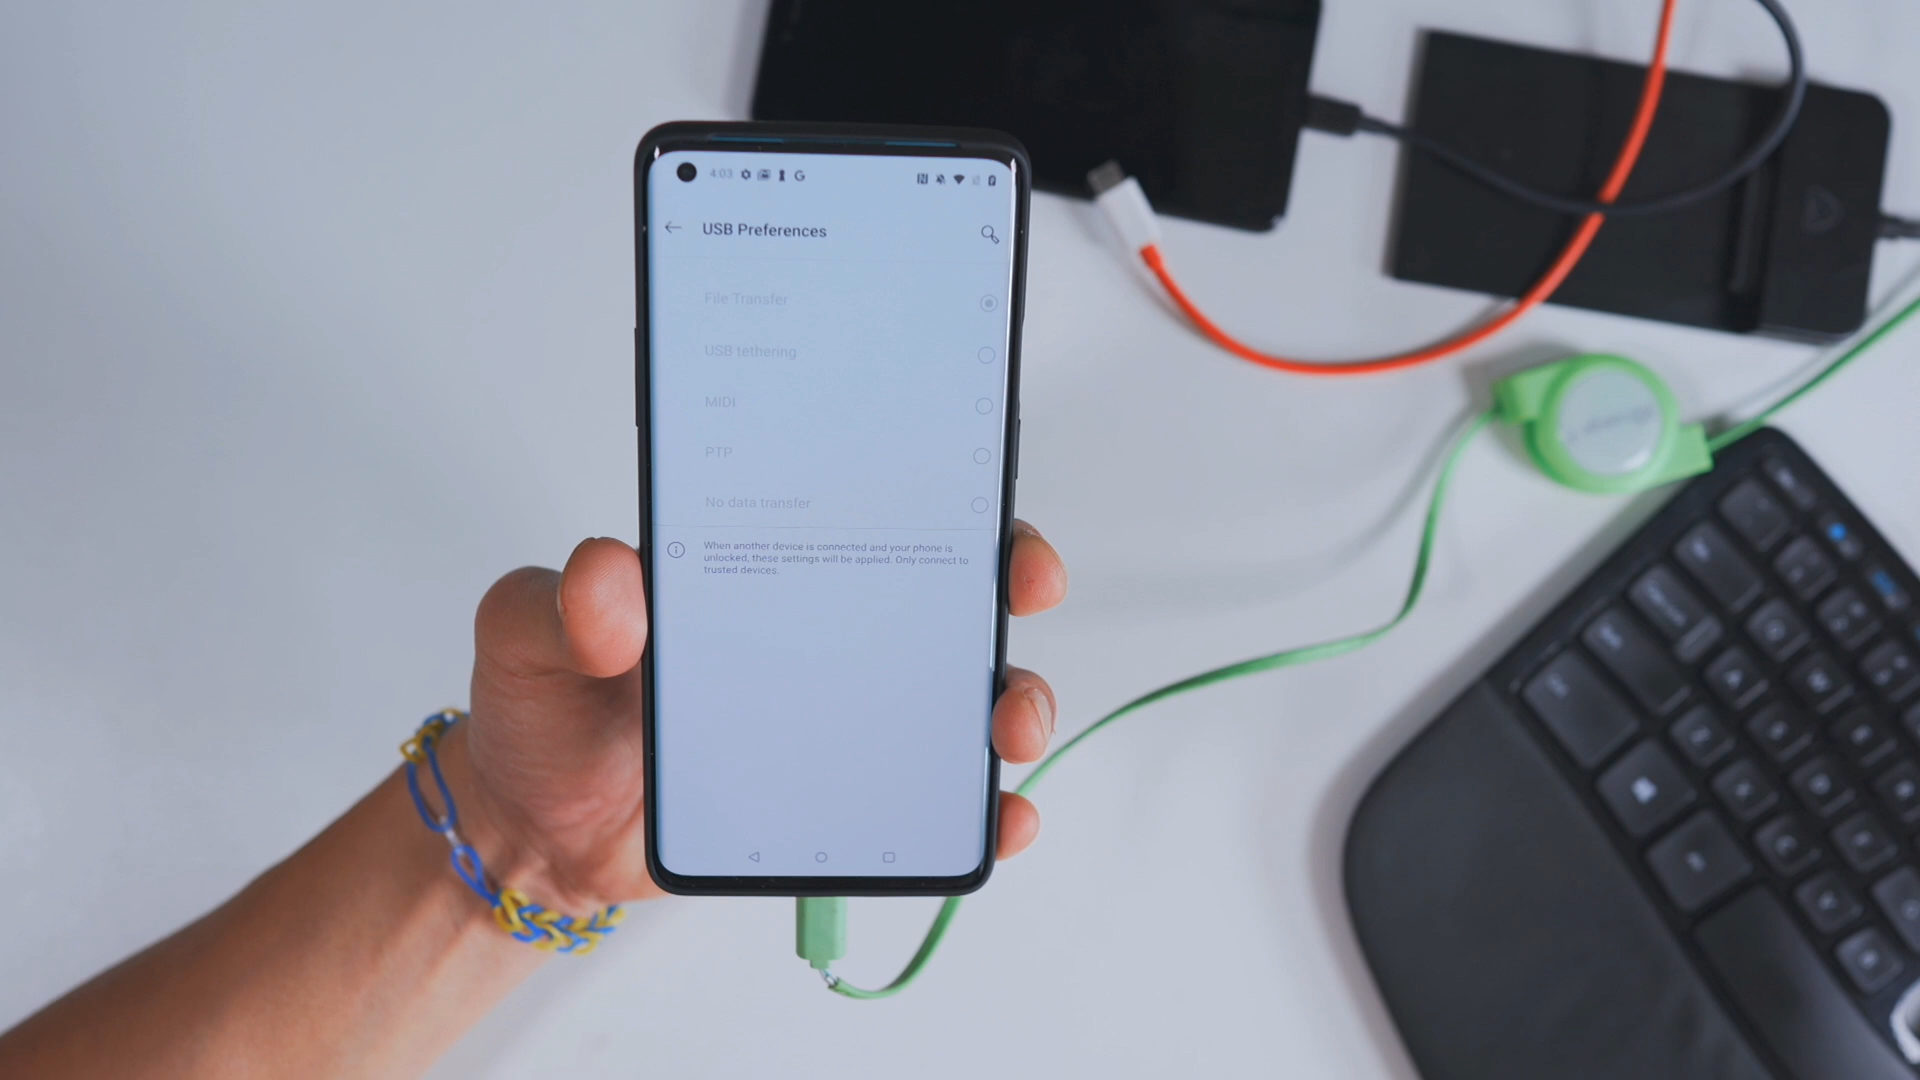 4:03 G
USB Preferences
File Transfer
USB tethering
MIDI
PTP
No data transfer
When another device is connected and your phone is
unlocked, these settings will be applied. Only connect to
trusted devices.